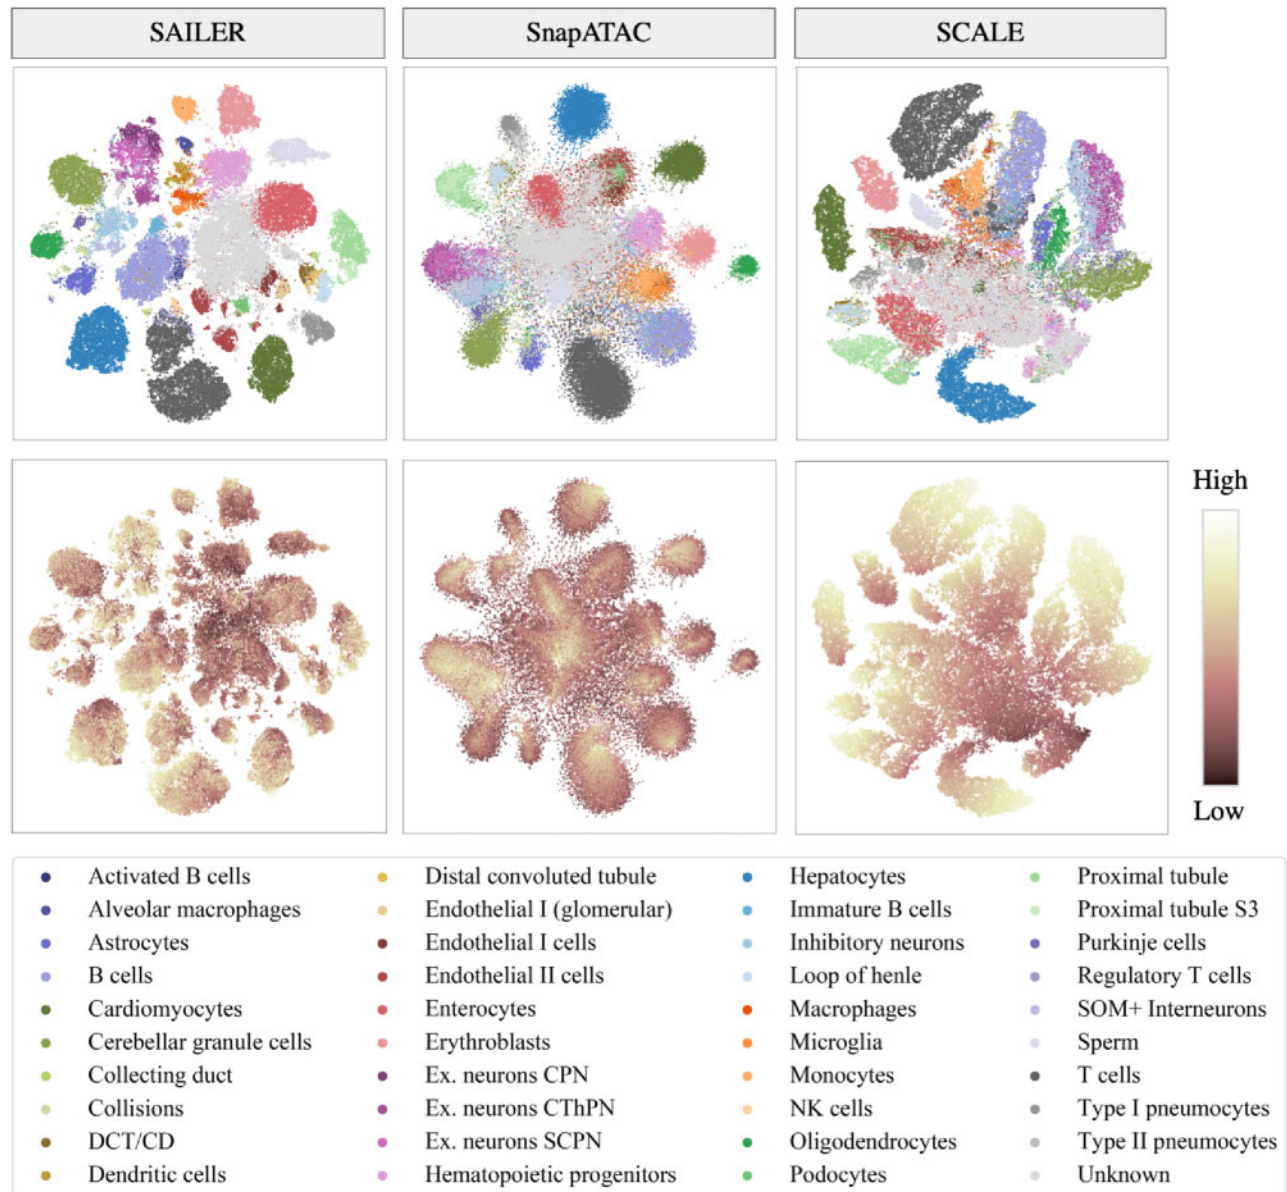 SAILER SnapATAC SCALE
High
Low
Activated B cells Distal convoluted tubule Hepatocytes Proximal tubule
Alveolar macrophages Endothelial I (glomerular) Immature B cells Proximal tubule S3
Astrocytes Endothelial I cells Inhibitory neurons Purkinje cells
B cells Endothelial II cells Loop of henle Regulatory T cells
Cardiomyocytes Enterocytes Macrophages SOM+ Interneurons
Cerebellar granule cells Erythroblasts Microglia Sperm
Collecting duct Ex. neurons CPN Monocytes T cells
Collisions Ex. neurons CThPN NK cells Type I pneumocytes
DCT/CD Ex. neurons SCPN Oligodendrocytes Type II pneumocytes
Dendritic cells Hematopoietic progenitors Podocytes Unknown